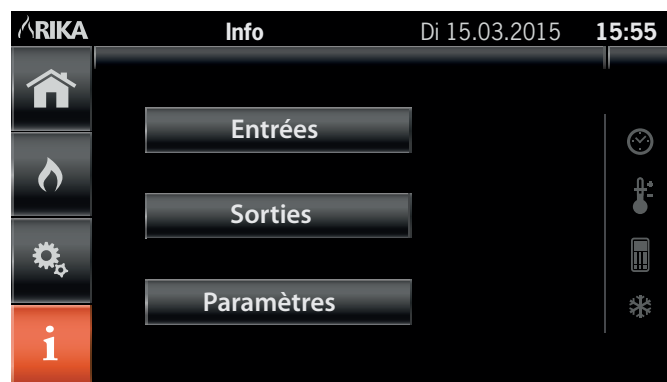 RIKA Info Di 15.03.2015 15:55
Entrées
Sorties
Paramètres
i